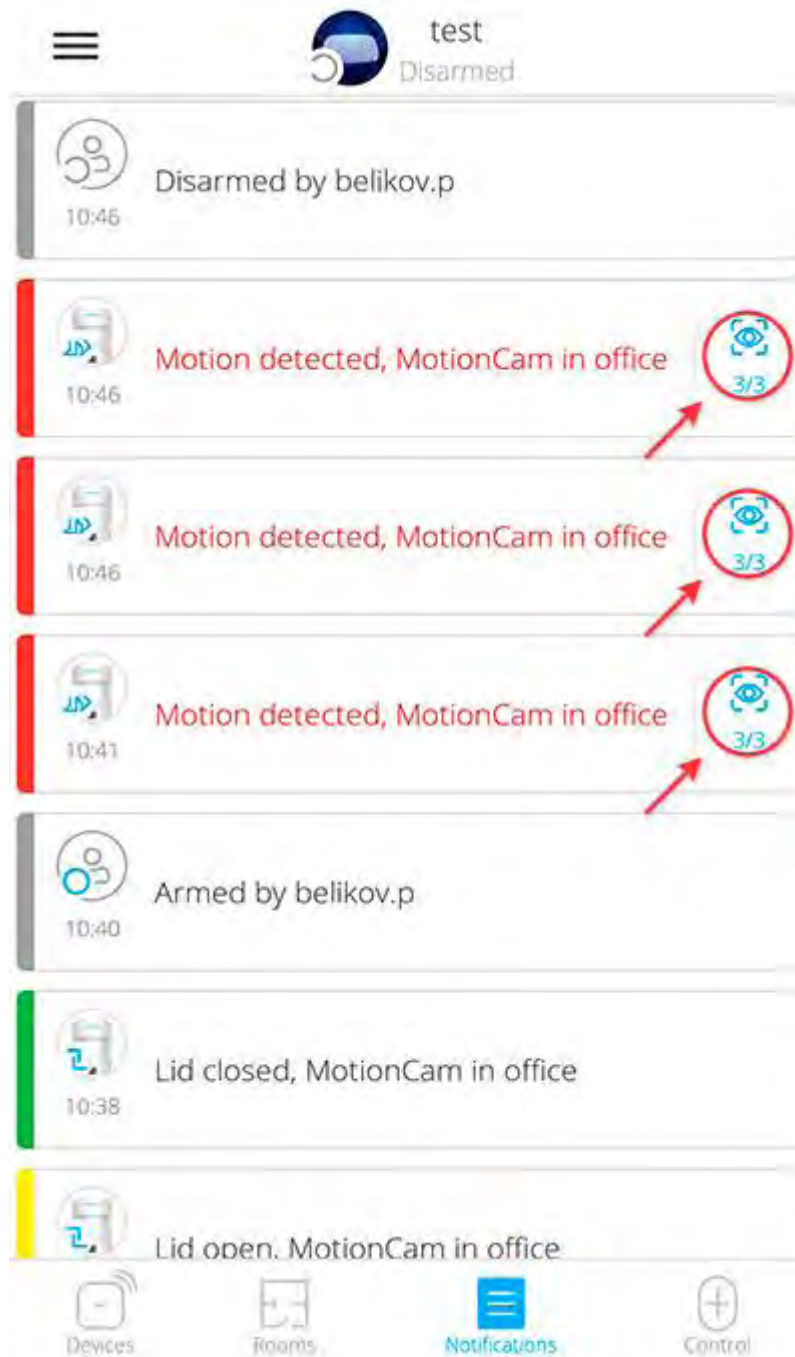 test
Disarmed
Disarmed by belikov.p
10:46
Motion detected, MotionCam in office
3/3
10:46
Motion detected, MotionCam in office
3/3
10:46
Motion detected, MotionCam in office
3/3
10:41
Armed by belikov.p
10:40
Lid closed, MotionCam in office
10:38
Lid open, MotionCam in office
Devices
Rooms
Notifications
Control